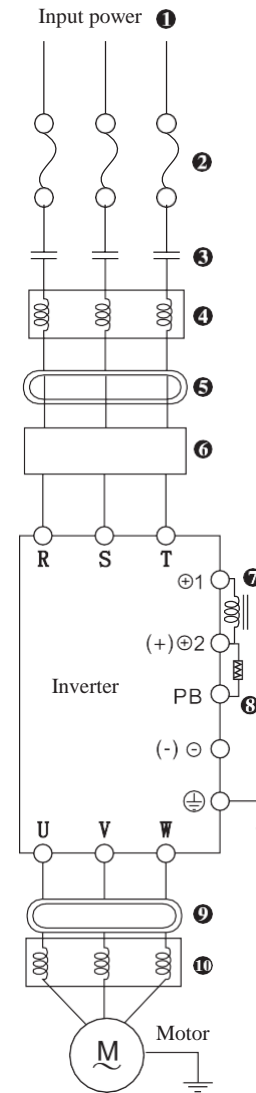 Input power ❶
❷
❸
❹
❺
❻
R S T
⊕1 ❼
(+)⊕2
Inverter
PB ❽
(-) ⊖
U V W
❾
❿
Motor
M
~